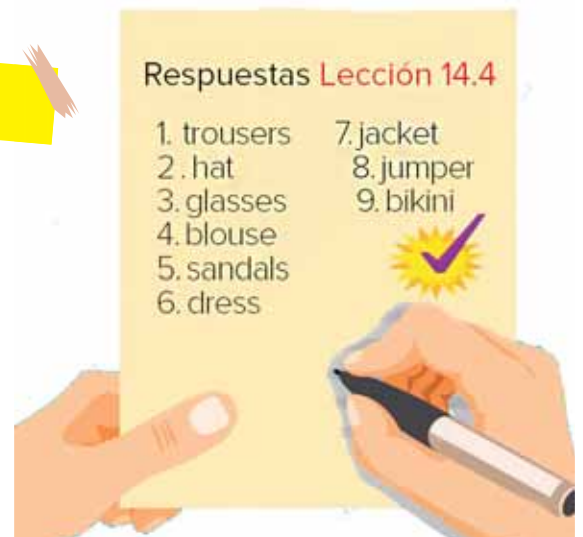 Respuestas Lección 14.4
1. trousers
2. hat
3. glasses
4. blouse
5. sandals
6. dress
7. jacket
8. jumper
9. bikini